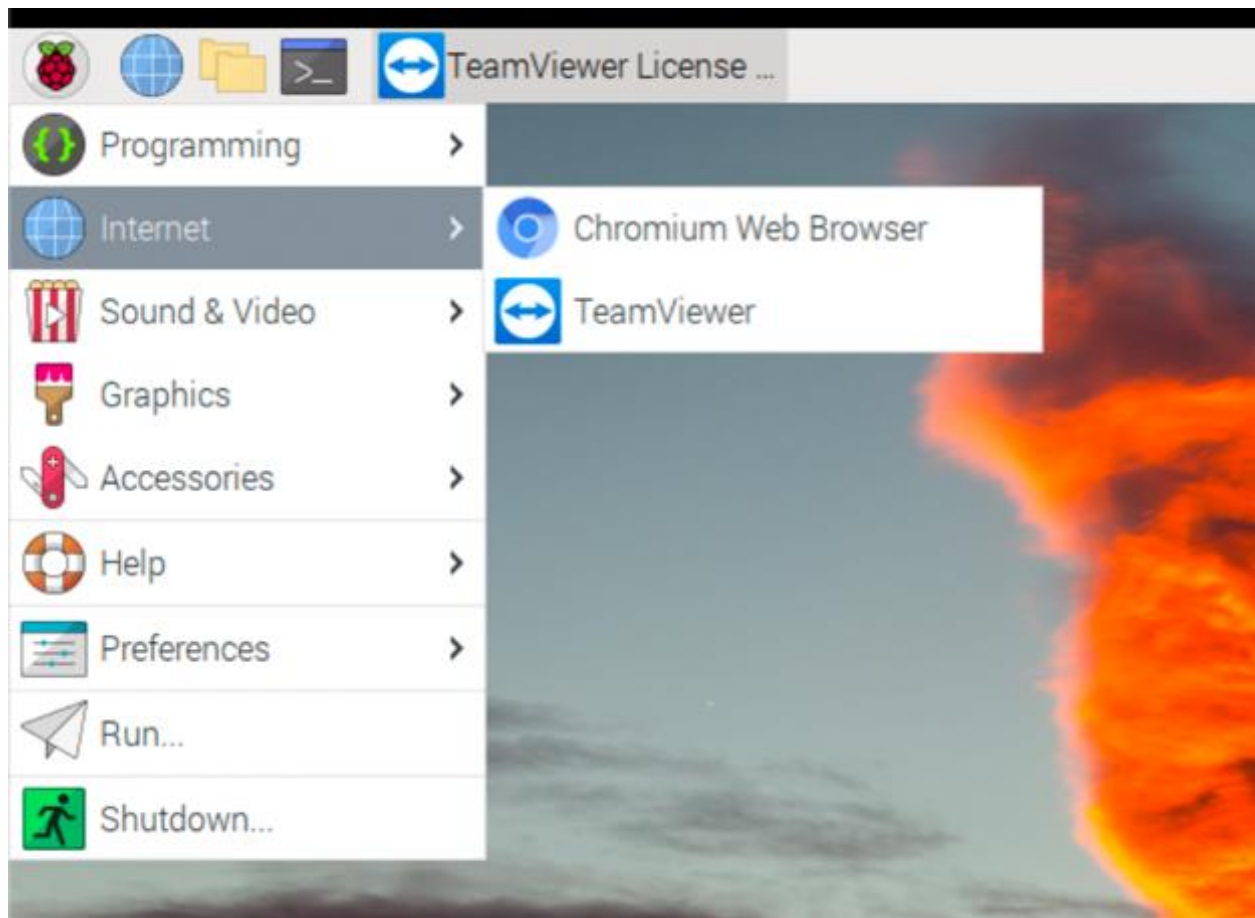 TeamViewer License ...
Programming
Internet
Chromium Web Browser
TeamViewer
Sound & Video
Graphics
Accessories
Help
Preferences
Run...
Shutdown...